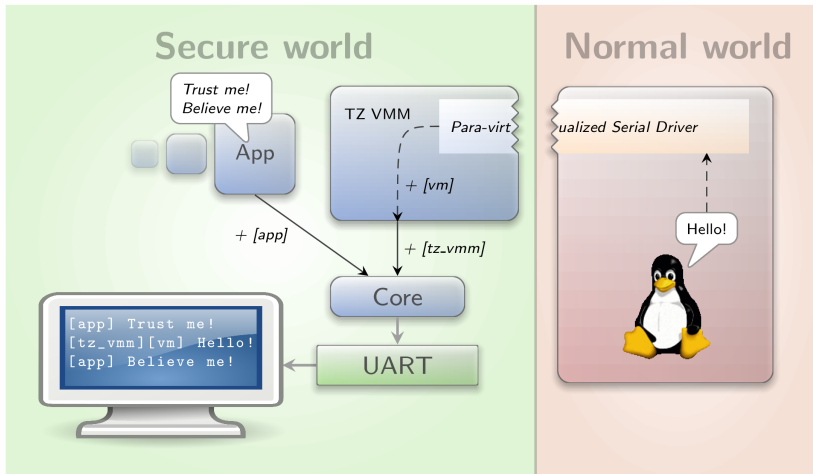 Secure world
Normal world
Trust me!
Believe me!
App
TZ VMM
Para-virt
ualized Serial Driver
+ [vm]
Hello!
+ [app]
+ [tz_vmm]
Core
[app] Trust me!
[tz_vmm][vm] Hello!
[app] Believe me!
UART